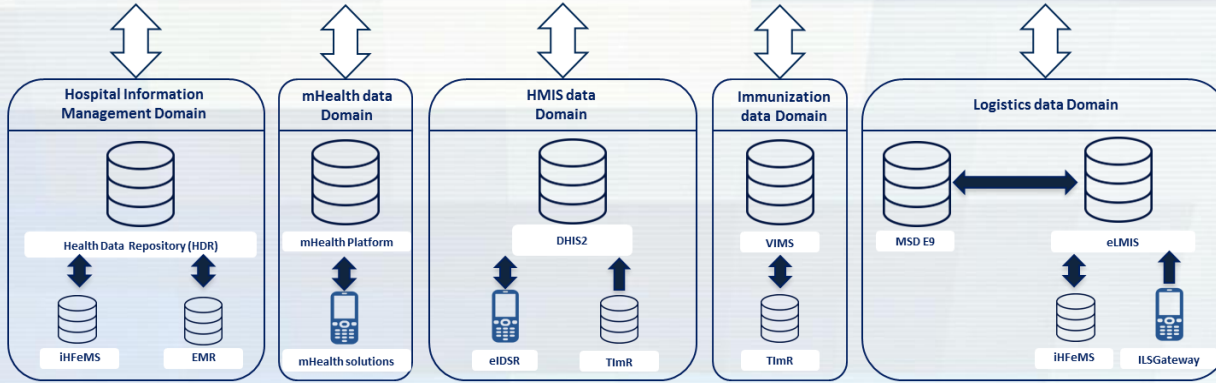 Hospital Information
Management Domain
mHealth data
Domain
HMIS data
Domain
Immunization
data Domain
Logistics data Domain
Health Data Repository (HDR)
mHealth Platform
DHIS2
VIMS
MSD E9
eLMIS
iHFeMS
EMR
mHealth solutions
eIDSR
TImR
TImR
iHFeMS
ILSGateway